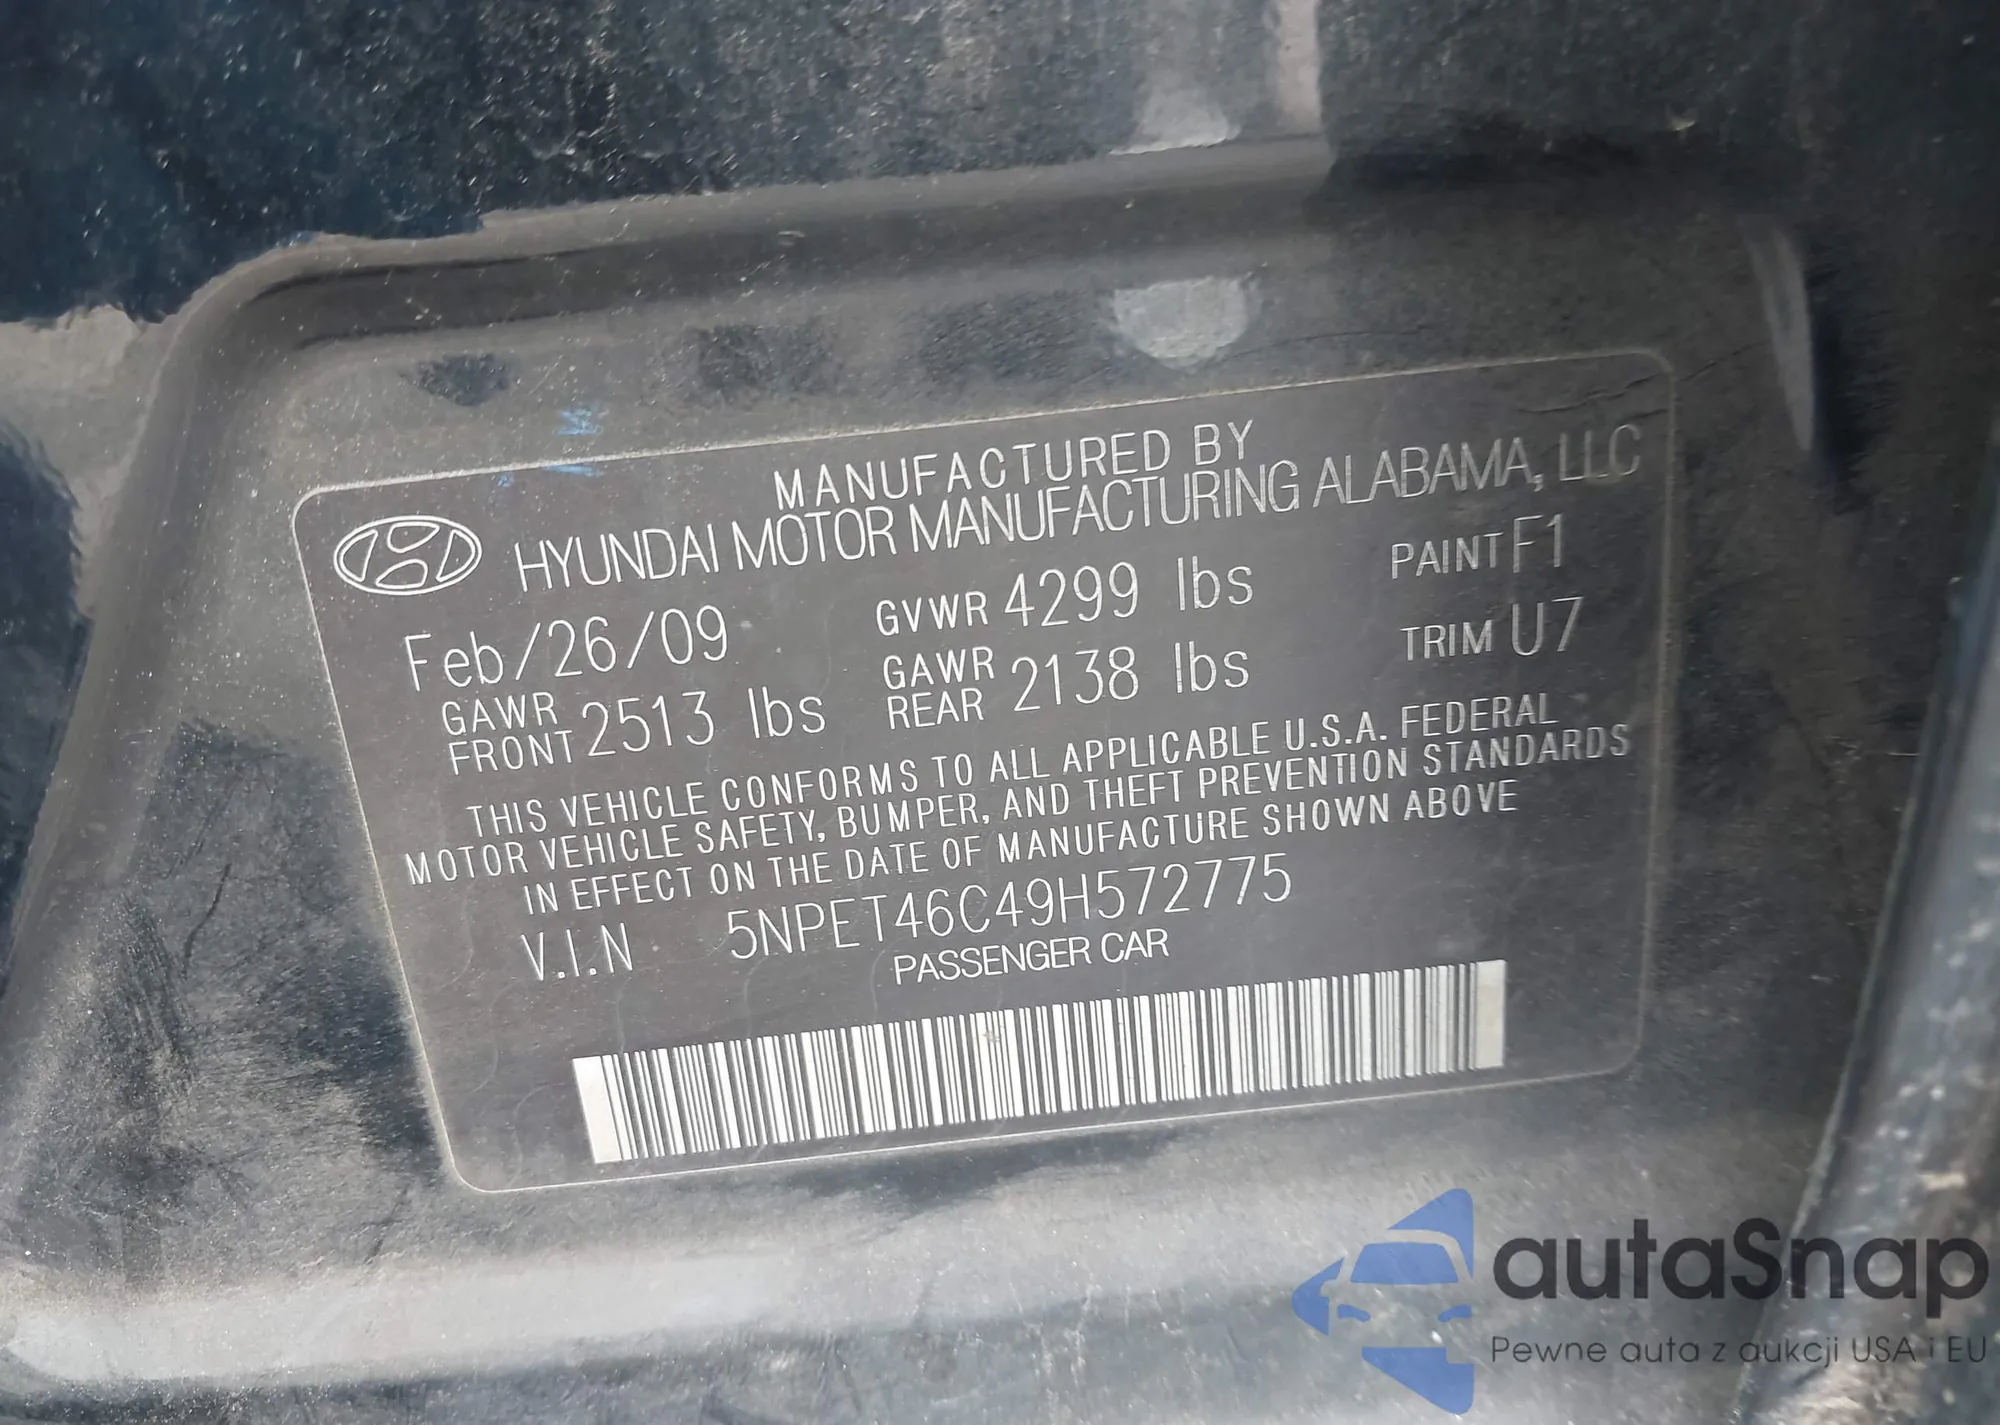 MANUFACTURED BY
HYUNDAI MOTOR MANUFACTURING ALABAMA, LLC
Feb/26/09 GVWR 4299 lbs PAINT F1
GAWR FRONT 2513 lbs GAWR REAR 2138 lbs TRIM U7
THIS VEHICLE CONFORMS TO ALL APPLICABLE U.S.A. FEDERAL
MOTOR VEHICLE SAFETY, BUMPER, AND THEFT PREVENTION STANDARDS
IN EFFECT ON THE DATE OF MANUFACTURE SHOWN ABOVE
V.I.N 5NPET46C49H572775
PASSENGER CAR
autaSnap
Pewne auta z aukcji USA i EU